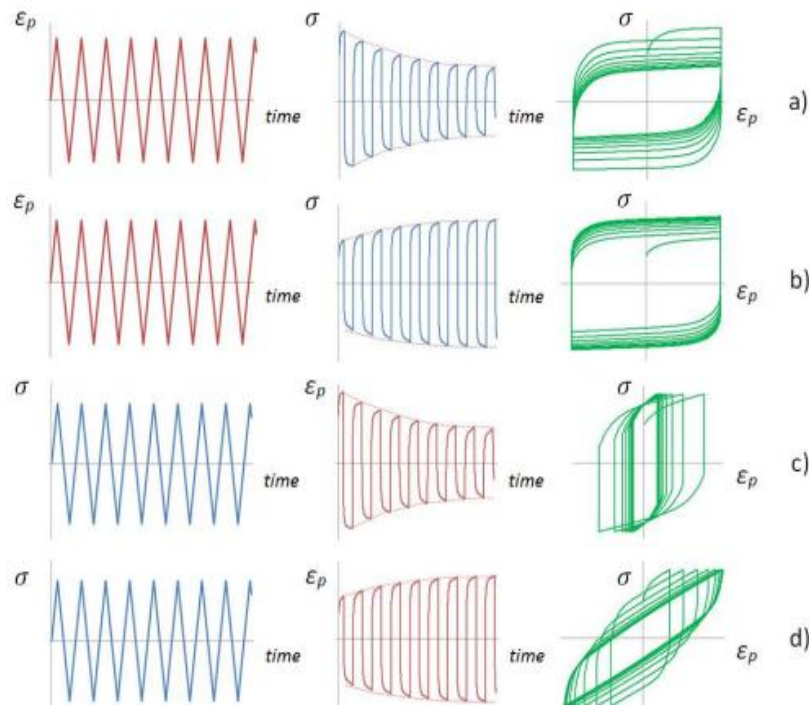 εₚ σ σ
time time εₚ a)
εₚ σ σ
time time εₚ b)
σ εₚ σ
time time εₚ c)
σ εₚ σ
time time εₚ d)